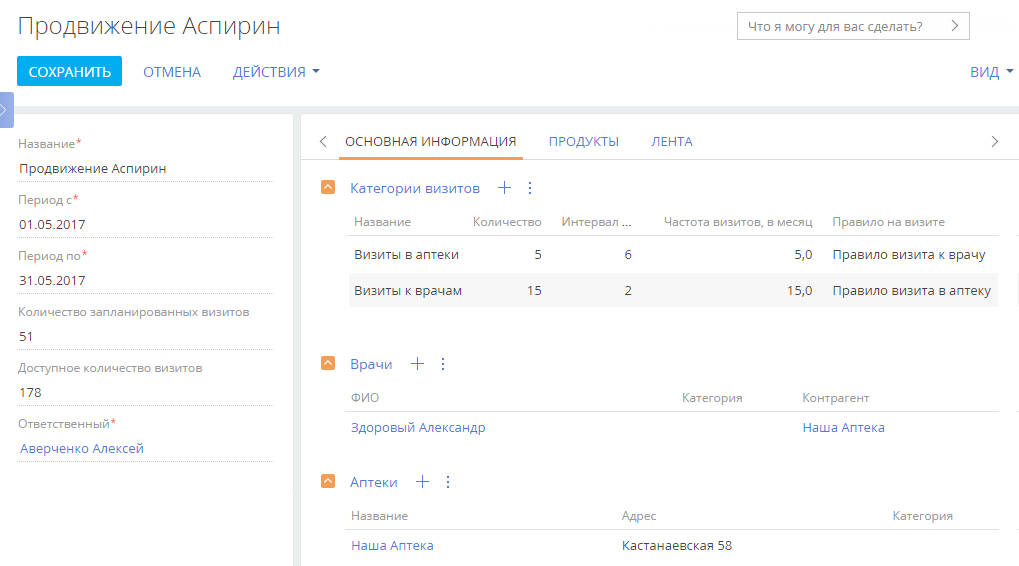 Продвижение Аспирин
Что я могу для вас сделать?
СОХРАНИТЬ ОТМЕНА ДЕЙСТВИЯ ВИД
Название*
Продвижение Аспирин
Период с*
01.05.2017
Период по*
31.05.2017
Количество запланированных визитов
51
Доступное количество визитов
178
Ответственный*
Аверченко Алексей
ОСНОВНАЯ ИНФОРМАЦИЯ ПРОДУКТЫ ЛЕНТА
Категории визитов
Название Количество Интервал ... Частота визитов, в месяц Правило на визите
Визиты в аптеки 5 6 5,0 Правило визита к врачу
Визиты к врачам 15 2 15,0 Правило визита в аптеку
Врачи
ФИО Категория Контрагент
Здоровый Александр Наша Аптека
Аптеки
Название Адрес Категория
Наша Аптека Кастанаевская 58